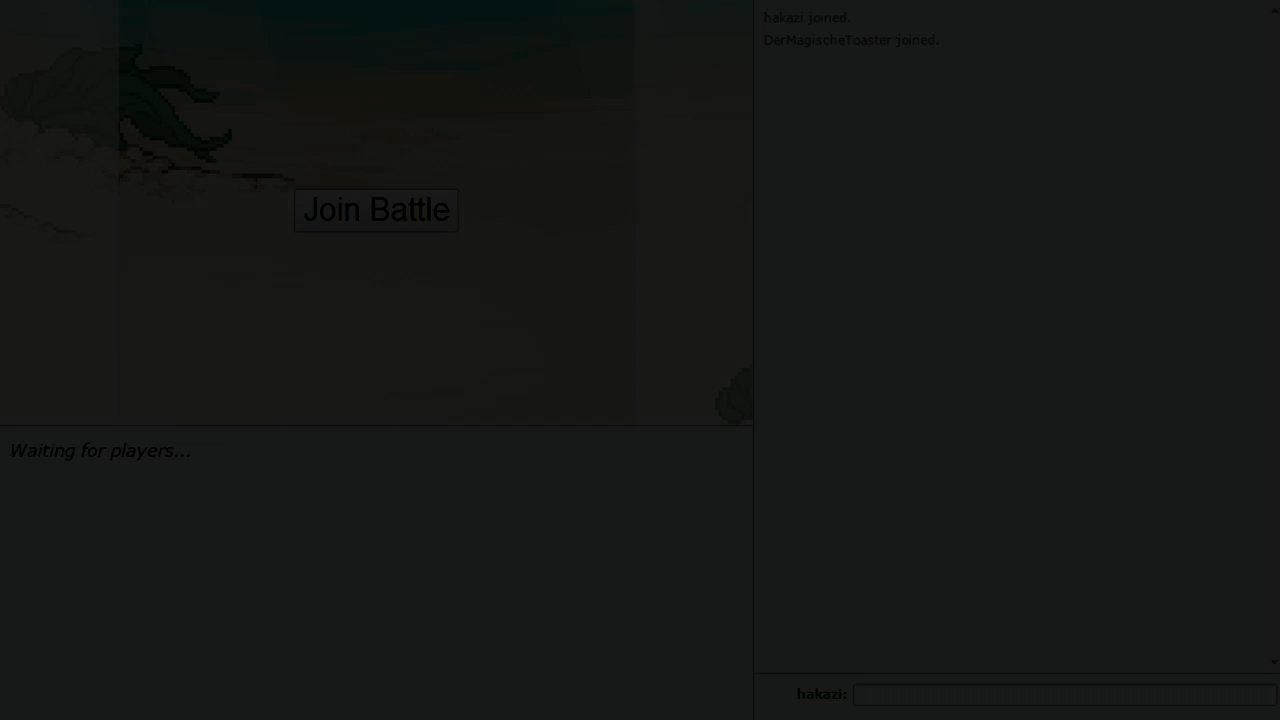 hakazi joined.
DerMagischeToaster joined.
Join Battle
Waiting for players...
hakazi: